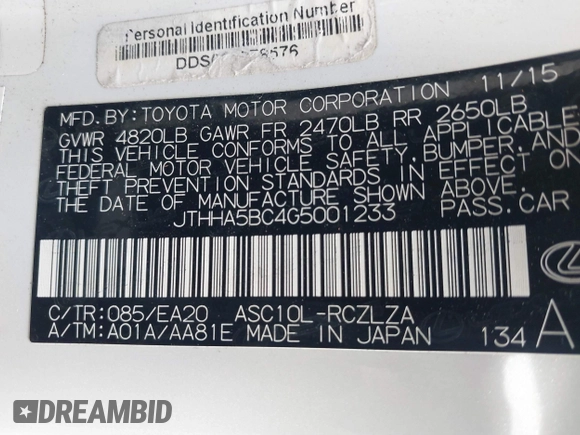 Personal Identification Number
MFD. BY: TOYOTA MOTOR CORPORATION 11/15
GVWR 4820LB GAWR FR 2470LB RR 2650LB
THIS VEHICLE CONFORMS TO ALL APPLICABLE
FEDERAL MOTOR VEHICLE SAFETY, BUMPER, AND
THEFT PREVENTION STANDARDS IN EFFECT ON
THE DATE OF MANUFACTURE SHOWN ABOVE.
JTHHA5BC4G5001233 PASS. CAR
C/TR: 085/EA20 ASC10L-RCZLZA
A/TM: A01A/AA81E MADE IN JAPAN 134 A
DREAMBID